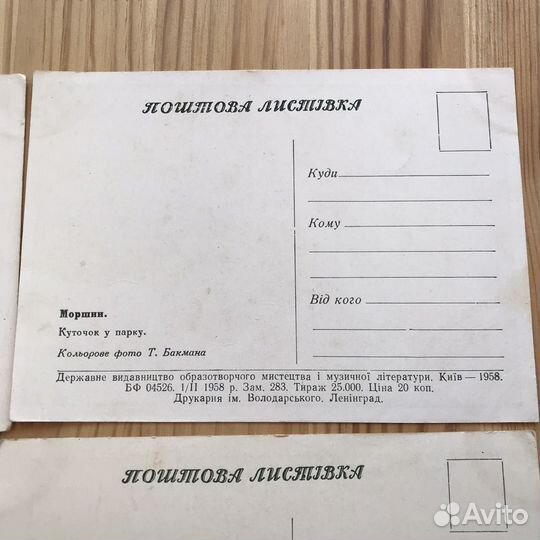 ПОШТОВА ЛИСТІВКА
Куди
Кому
Від кого
Моршин.
Куточок у парку.
Кольорове фото Т. Бакмана
Державне видавництво образотворчого мистецтва і музичної літератури. Київ — 1958.
БФ 04526. 1/II 1958 р. Зам. 283. Тираж 25.000. Ціна 20 коп.
Друкарня ім. Володарського. Ленінград.
ПОШТОВА ЛИСТІВКА
Avito